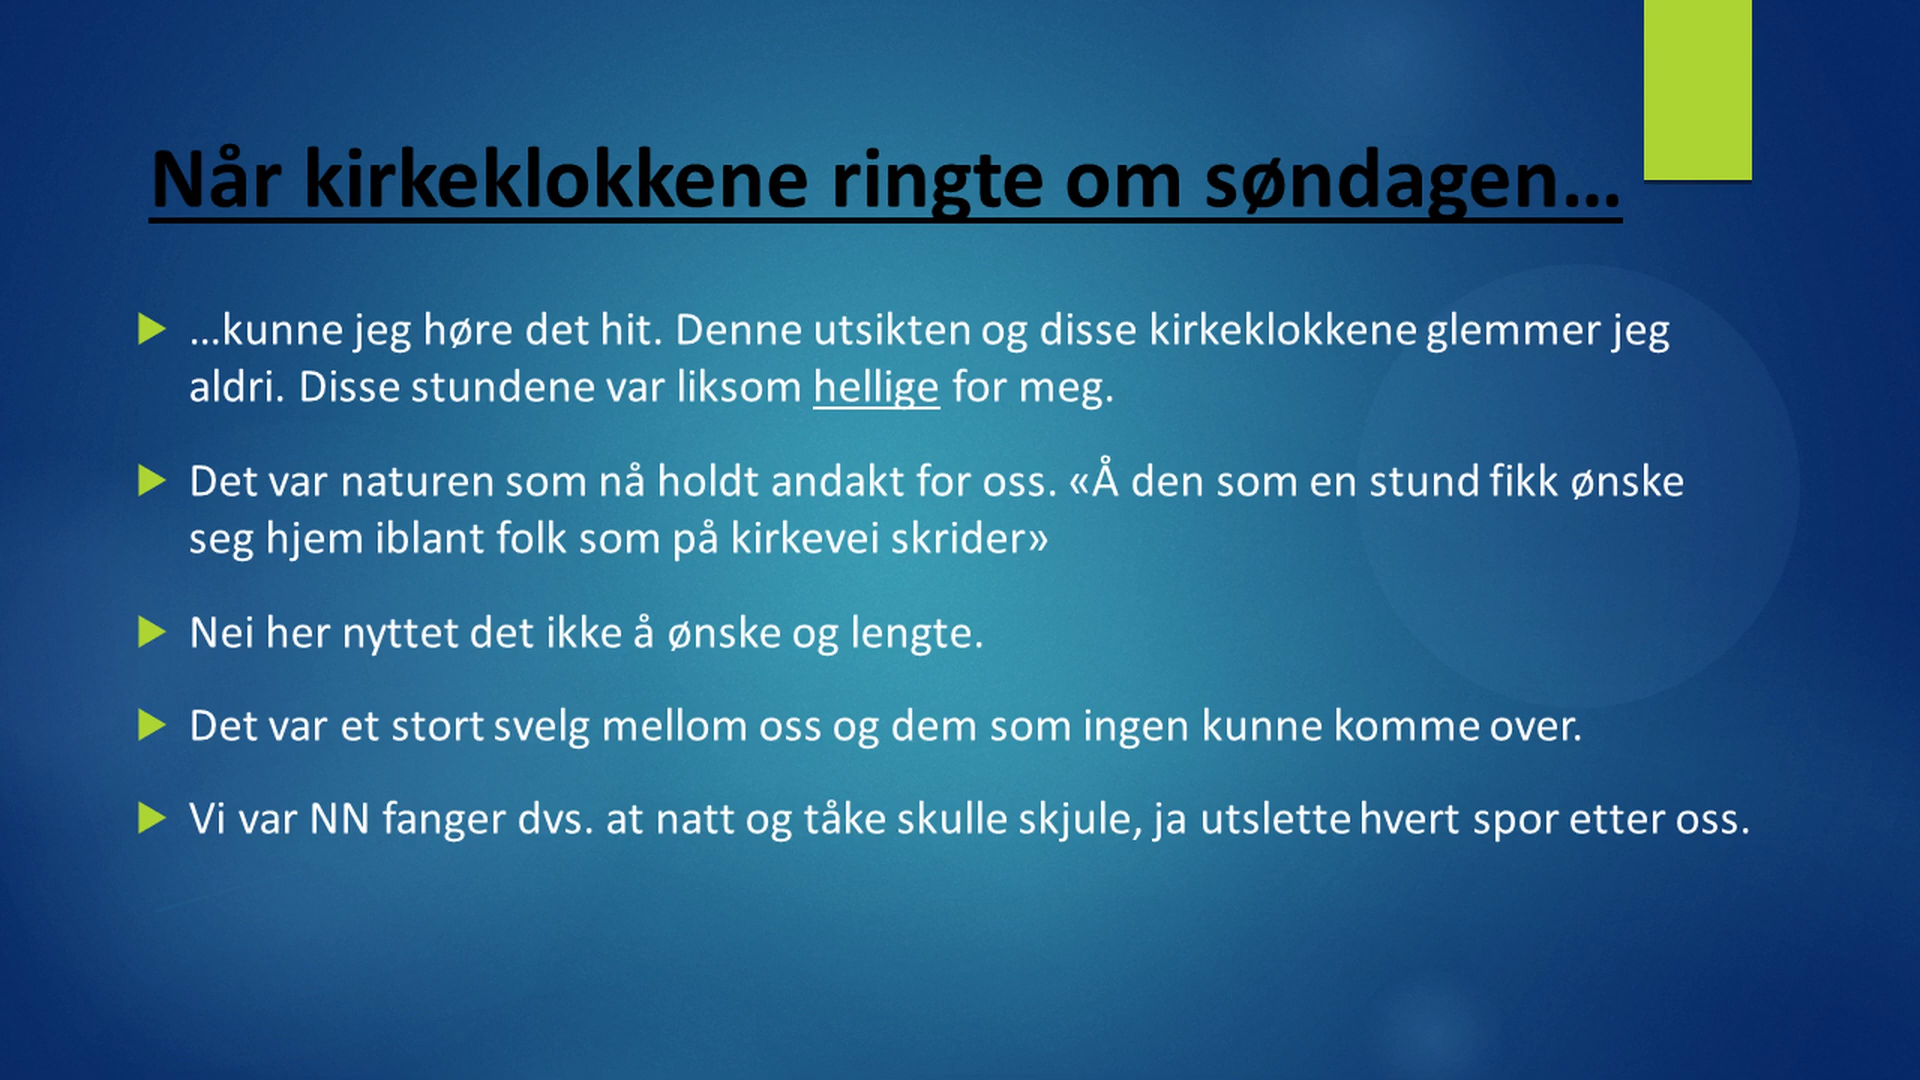 Når kirkeklokkene ringte om søndagen...
...kunne jeg høre det hit. Denne utsikten og disse kirkeklokkene glemmer jeg
aldri. Disse stundene var liksom hellige for meg.
Det var naturen som nå holdt andakt for oss. «Å den som en stund fikk ønske
seg hjem iblant folk som på kirkevei skrider»
Nei her nyttet det ikke å ønske og lengte.
Det var et stort svelg mellom oss og dem som ingen kunne komme over.
Vi var NN fanger dvs. at natt og tåke skulle skjule, ja utslette hvert spor etter oss.